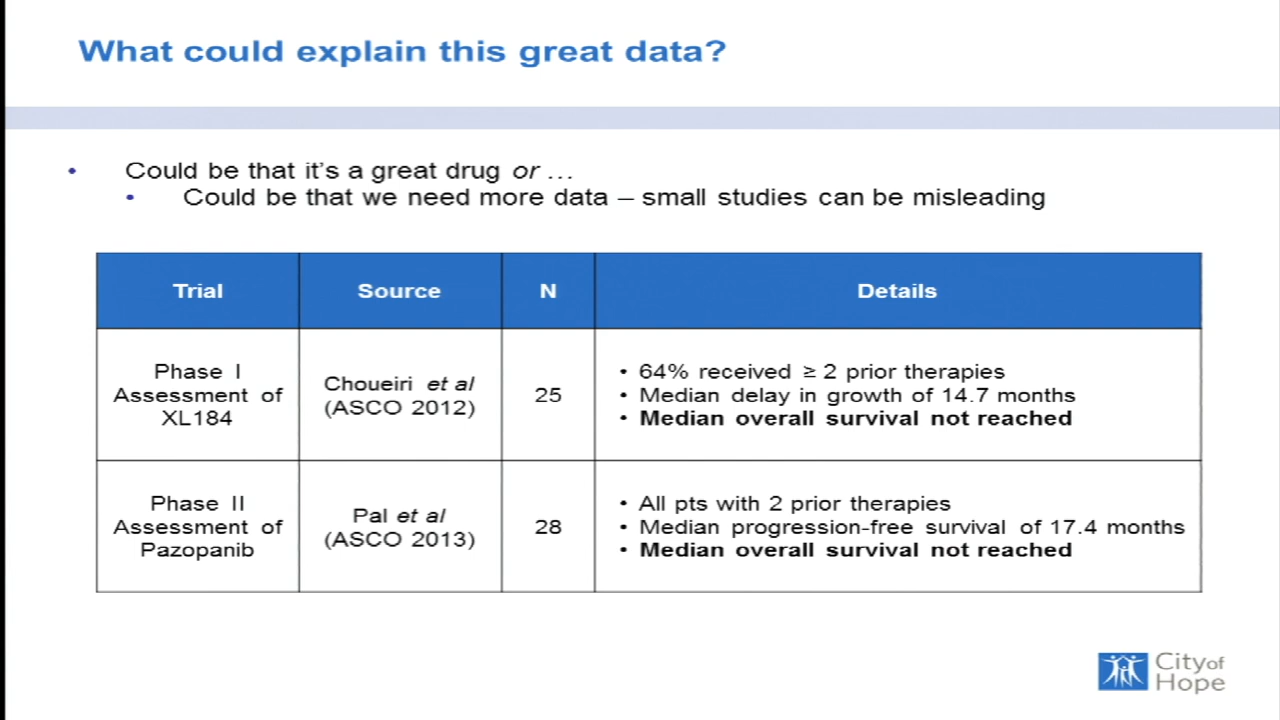 What could explain this great data?
• Could be that it's a great drug or …
• Could be that we need more data – small studies can be misleading
Trial Source N Details
Phase I
Assessment of
XL184
Choueiri et al
(ASCO 2012)
25
• 64% received ≥ 2 prior therapies
• Median delay in growth of 14.7 months
• Median overall survival not reached
Phase II
Assessment of
Pazopanib
Pal et al
(ASCO 2013)
28
• All pts with 2 prior therapies
• Median progression-free survival of 17.4 months
• Median overall survival not reached
City of
Hope